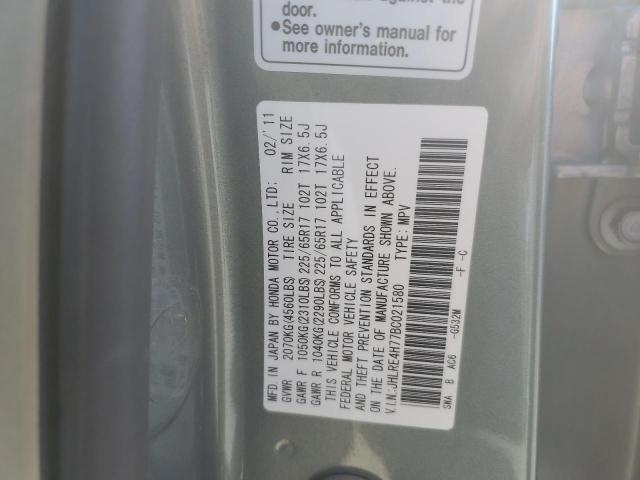 door.
●See owner's manual for
more information.
MFD. IN JAPAN BY HONDA MOTOR CO., LTD: 02/'11
GVWR 2070KG(4560LBS) TIRE SIZE RIM SIZE
GAWR F 1050KG(2310LBS) 225/65R17 102T 17X6.5J
GAWR R 1040KG(2290LBS) 225/65R17 102T 17X6.5J
THIS VEHICLE CONFORMS TO ALL APPLICABLE
FEDERAL MOTOR VEHICLE SAFETY
AND THEFT PREVENTION STANDARDS IN EFFECT
ON THE DATE OF MANUFACTURE SHOWN ABOVE.
V.I.N.:JHLRE4H77BC021580 TYPE: MPV
SWA B AC6 -G532M -F -C